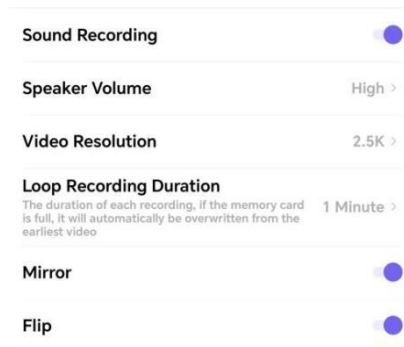 Sound Recording
Speaker Volume High >
Video Resolution 2.5K >
Loop Recording Duration
The duration of each recording, if the memory card
is full, it will automatically be overwritten from the
earliest video
1 Minute >
Mirror
Flip